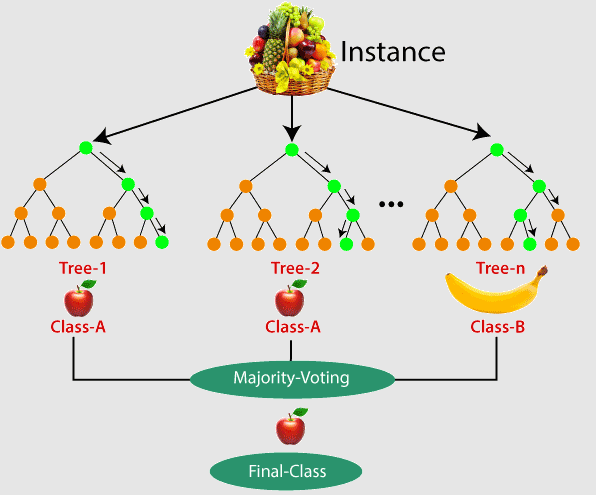 Instance
...
Tree-1
Tree-2
Tree-n
Class-A
Class-A
Class-B
Majority-Voting
Final-Class